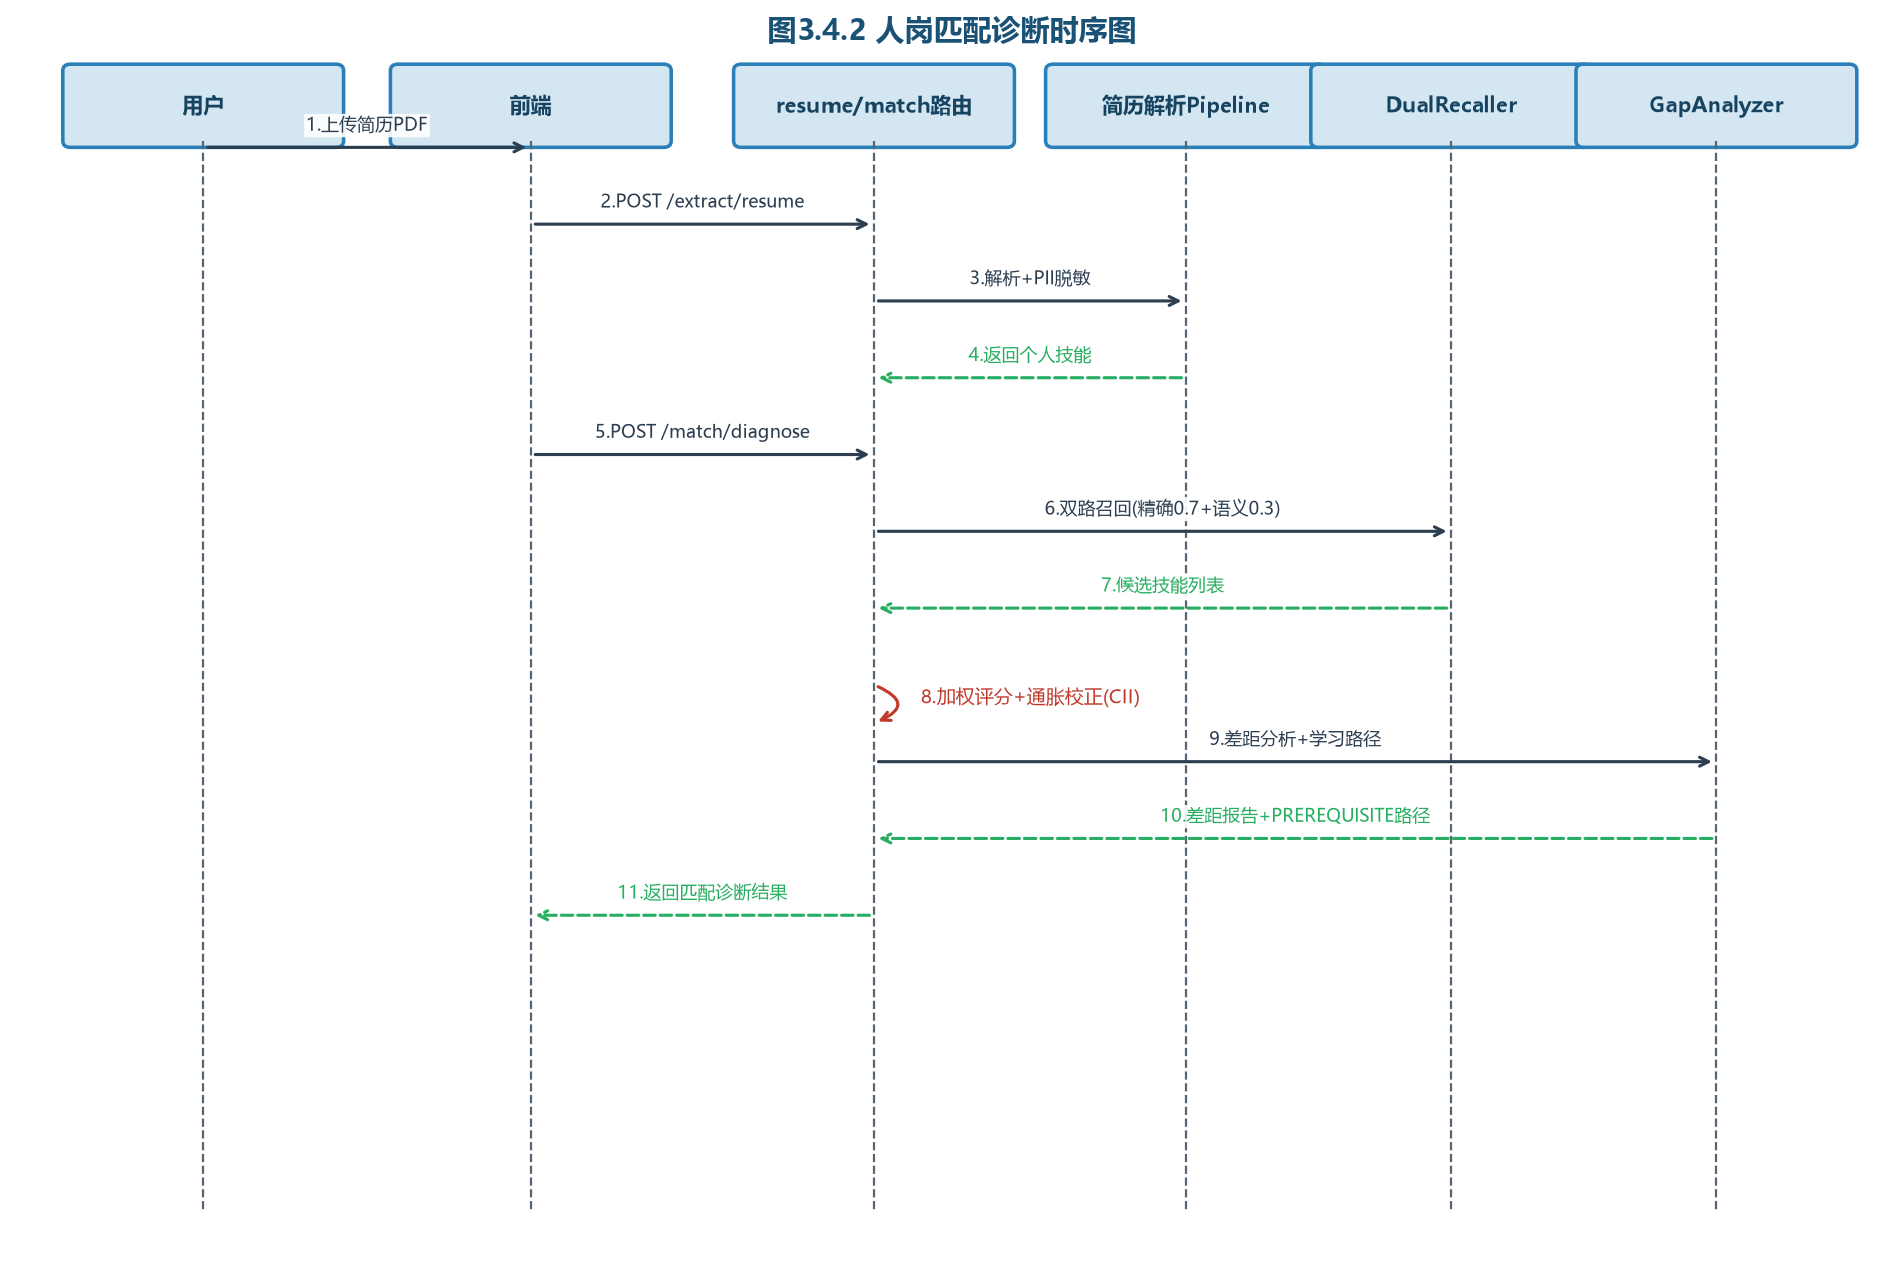 图3.4.2 人岗匹配诊断时序图
用户
前端
resume/match路由
简历解析Pipeline
DualRecaller
GapAnalyzer
1.上传简历PDF
2.POST /extract/resume
3.解析+PII脱敏
4.返回个人技能
5.POST /match/diagnose
6.双路召回(精确0.7+语义0.3)
7.候选技能列表
8.加权评分+通胀校正(CII)
9.差距分析+学习路径
10.差距报告+PREREQUISITE路径
11.返回匹配诊断结果